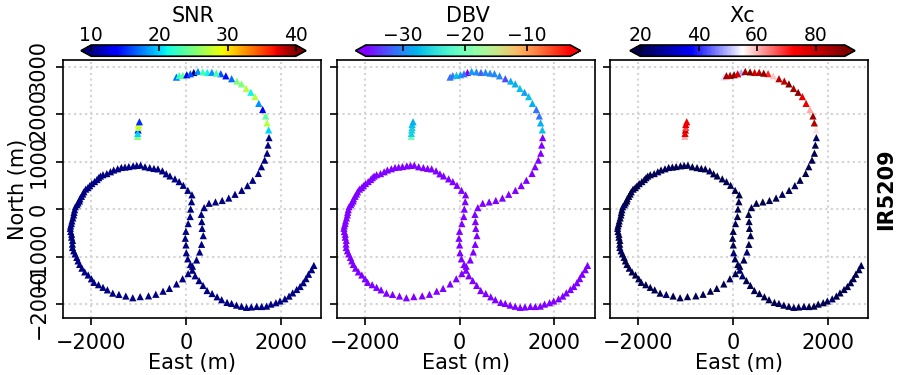 SNR DBV Xc
10 20 30 40 −30 −20 −10 20 40 60 80
North (m)
3000
2000
1000
0
−1000
−2000
−2000 0 2000 −2000 0 2000 −2000 0 2000
East (m) East (m) East (m)
IR5209